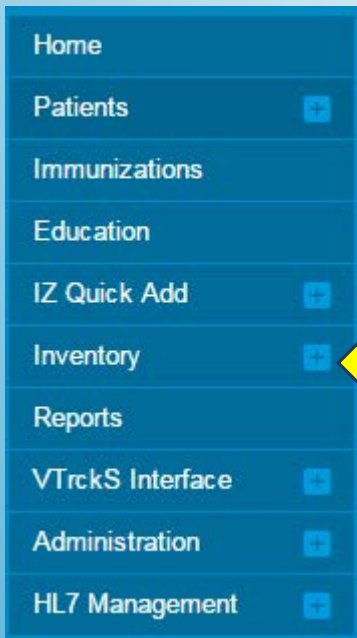 Home
Patients
Immunizations
Education
IZ Quick Add
Inventory
Reports
VTrckS Interface
Administration
HL7 Management